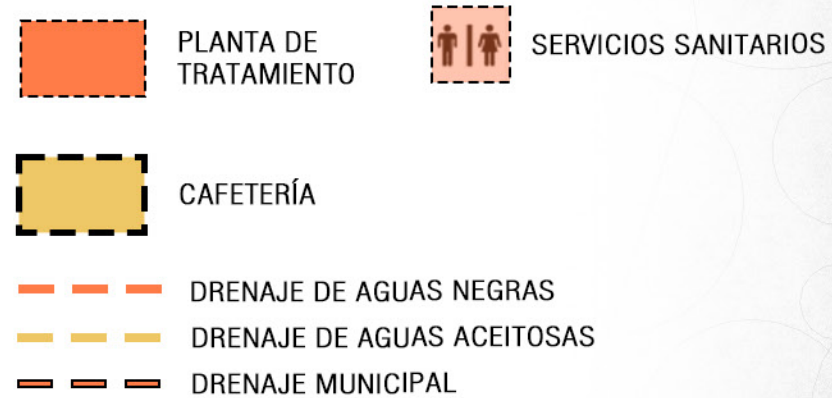 PLANTA DE
TRATAMIENTO
SERVICIOS SANITARIOS
CAFETERÍA
DRENAJE DE AGUAS NEGRAS
DRENAJE DE AGUAS ACEITOSAS
DRENAJE MUNICIPAL